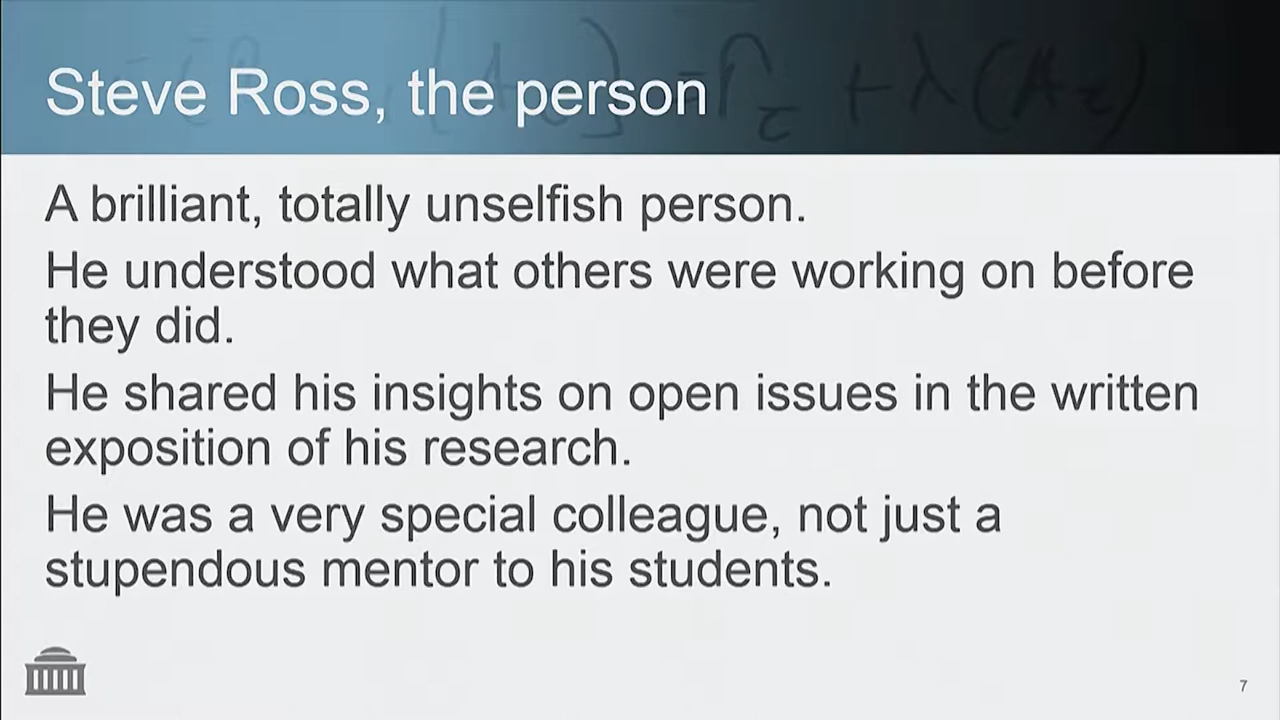 Steve Ross, the person
A brilliant, totally unselfish person.
He understood what others were working on before
they did.
He shared his insights on open issues in the written
exposition of his research.
He was a very special colleague, not just a
stupendous mentor to his students.
7